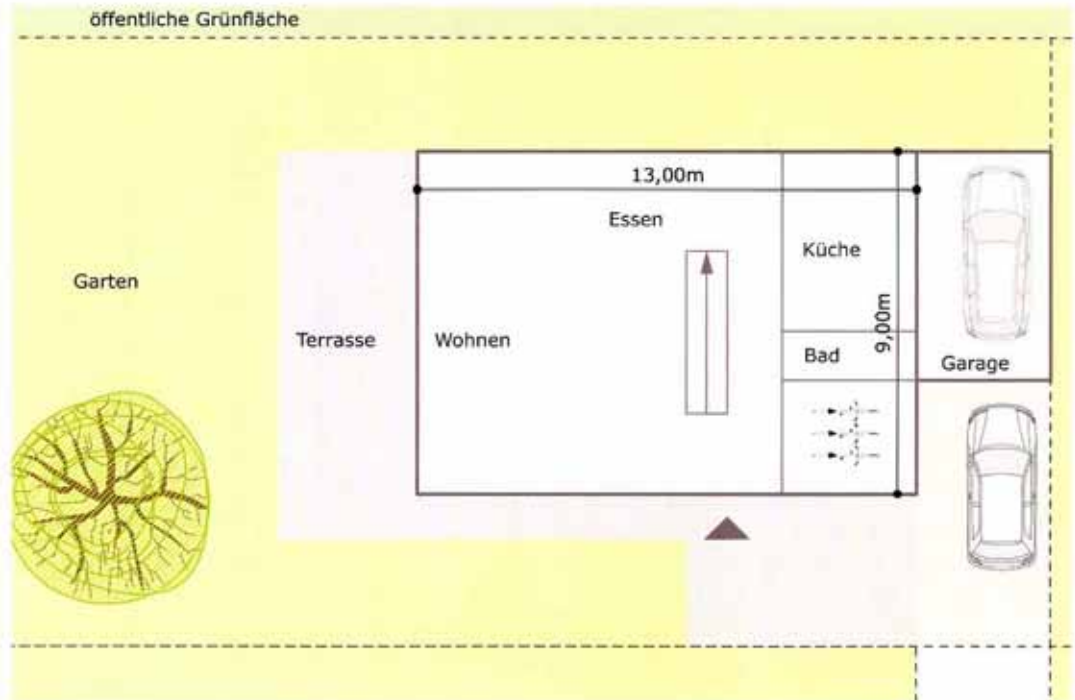 öffentliche Grünfläche
13,00m
Essen
Küche
Garten
9,00m
Terrasse
Wohnen
Bad
Garage